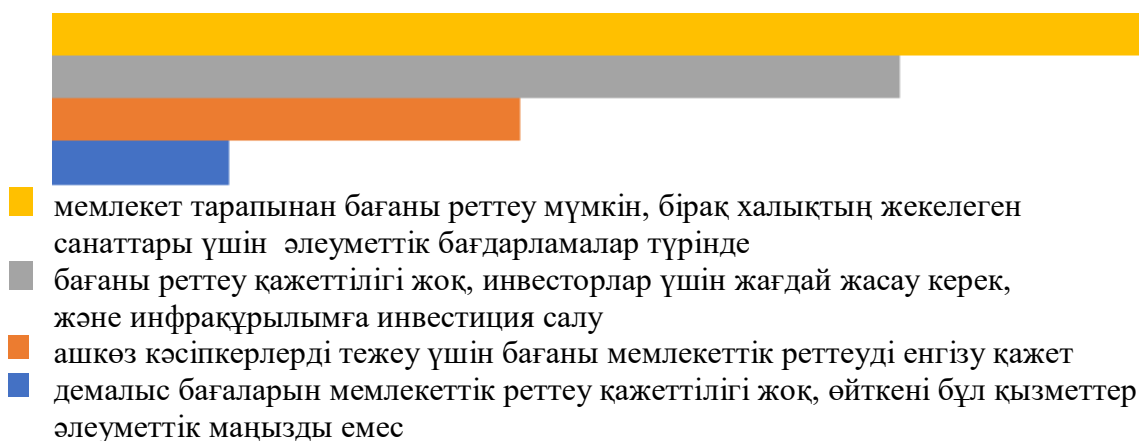 мемлекет тарапынан бағаны реттеу мүмкін, бірақ халықтың жекелеген
санаттары үшін әлеуметтік бағдарламалар түрінде
бағаны реттеу қажеттілігі жоқ, инвесторлар үшін жағдай жасау керек,
және инфрақұрылымға инвестиция салу
ашкөз кәсіпкерлерді тежеу үшін бағаны мемлекеттік реттеуді енгізу қажет
демалыс бағаларын мемлекеттік реттеу қажеттілігі жоқ, өйткені бұл қызметтер
әлеуметтік маңызды емес